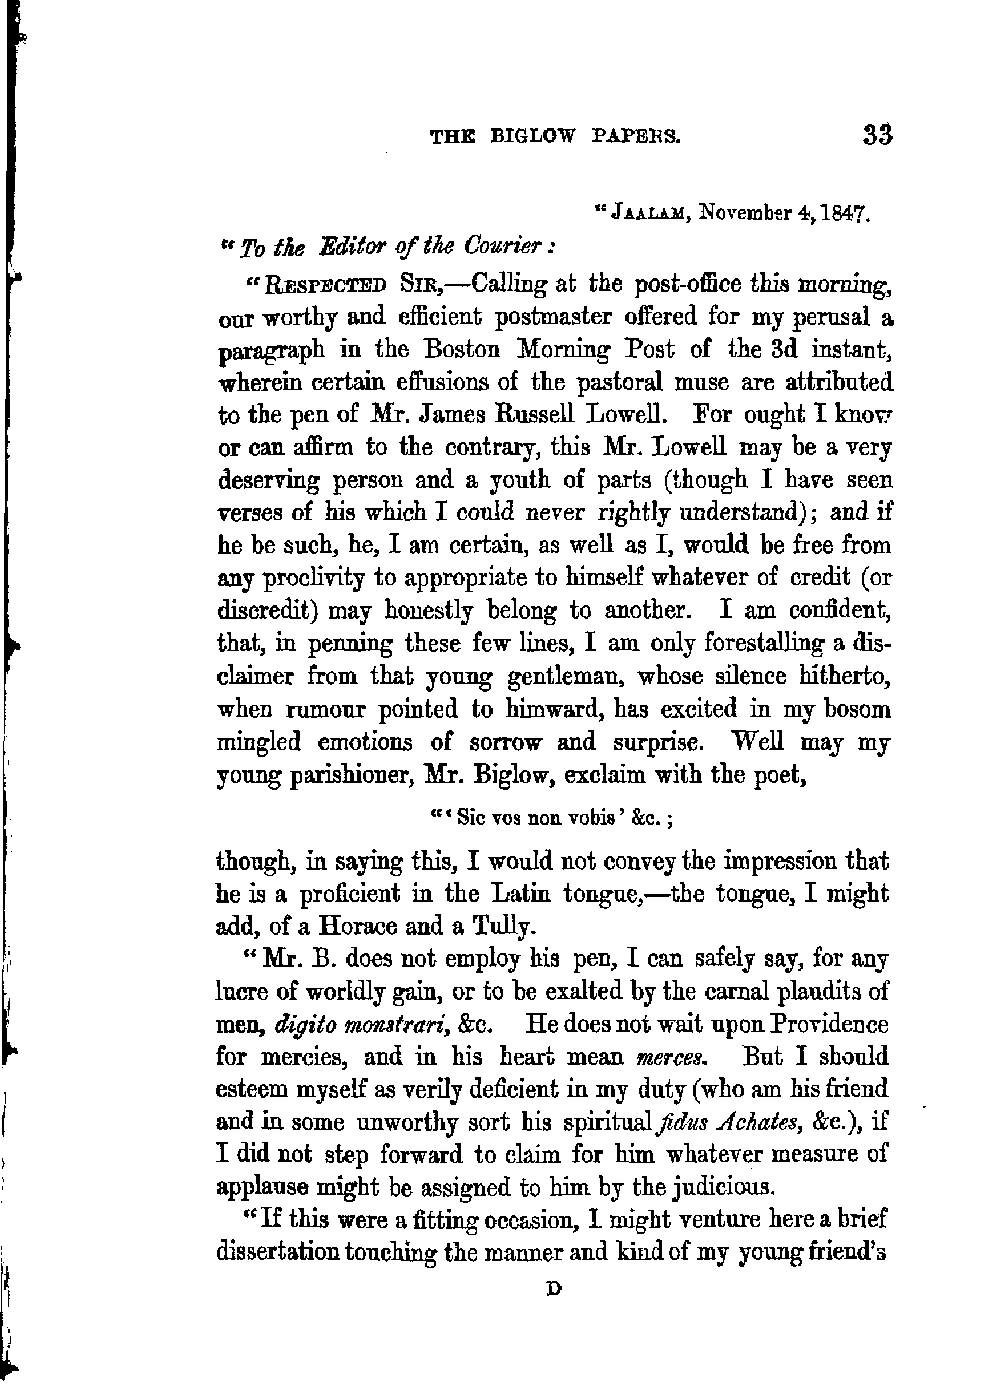 THE BIGLOW PAPERS. 33
"JAALAM, November 4, 1847.
"To the Editor of the Courier:
"RESPECTED SIR,—Calling at the post-office this morning,
our worthy and efficient postmaster offered for my perusal a
paragraph in the Boston Morning Post of the 3d instant,
wherein certain effusions of the pastoral muse are attributed
to the pen of Mr. James Russell Lowell. For ought I know
or can affirm to the contrary, this Mr. Lowell may be a very
deserving person and a youth of parts (though I have seen
verses of his which I could never rightly understand); and if
he be such, he, I am certain, as well as I, would be free from
any proclivity to appropriate to himself whatever of credit (or
discredit) may honestly belong to another. I am confident,
that, in penning these few lines, I am only forestalling a dis-
claimer from that young gentleman, whose silence hitherto,
when rumour pointed to himward, has excited in my bosom
mingled emotions of sorrow and surprise. Well may my
young parishioner, Mr. Biglow, exclaim with the poet,
"'Sic vos non vobis' &c.;
though, in saying this, I would not convey the impression that
he is a proficient in the Latin tongue,—the tongue, I might
add, of a Horace and a Tully.
"Mr. B. does not employ his pen, I can safely say, for any
lucre of worldly gain, or to be exalted by the carnal plaudits of
men, digito monstrari, &c. He does not wait upon Providence
for mercies, and in his heart mean merces. But I should
esteem myself as verily deficient in my duty (who am his friend
and in some unworthy sort his spiritual fidus Achates, &c.), if
I did not step forward to claim for him whatever measure of
applause might be assigned to him by the judicious.
"If this were a fitting occasion, I might venture here a brief
dissertation touching the manner and kind of my young friend's
D